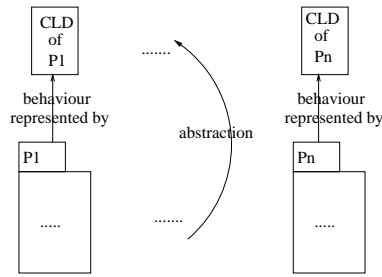 CLD
of
P1
CLD
of
Pn
.......
behaviour
represented by
behaviour
represented by
abstraction
P1
Pn
.....
.......
.....